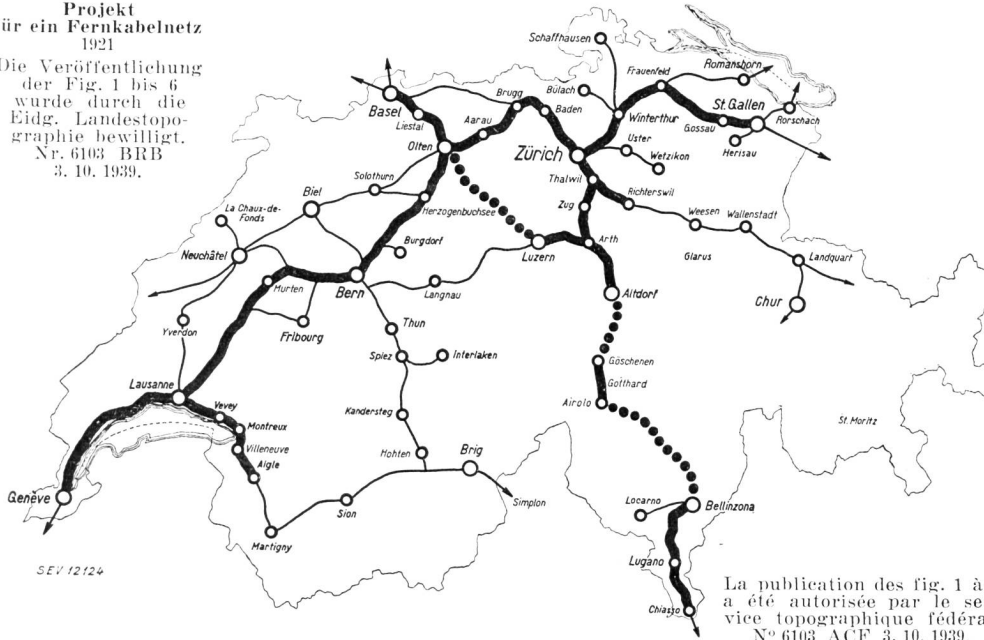 Projekt
ür ein Fernkabelnetz
1921
Die Veröffentlichung
der Fig. 1 bis 6
wurde durch die
Eidg. Landestopo-
graphie bewilligt.
Nr. 6103 BRB
3. 10. 1939.
Schaffhausen
Romanshorn
Frauenfeld
Bülach
Brugg
Basel
Baden
Winterthur
St. Gallen
Rorschach
Liestal
Aarau
Gossau
Herisau
Olten
Zürich
Uster
Wetzikon
Solothurn
Thalwil
Biel
Richterswil
La Chaux-de-
Fonds
Herzogenbuchsee
Zug
Weesen
Wallenstadt
Neuchâtel
Burgdorf
Luzern
Arth
Glarus
Landquart
Murten
Bern
Langnau
Altdorf
Chur
Yverdon
Fribourg
Thun
Spiez
Interlaken
Göschenen
Gotthard
Lausanne
Airolo
Vevey
Kandersteg
St. Moritz
Montreux
Villeneuve
Aigle
Hohten
Brig
Genève
Simplon
Sion
Locarno
Bellinzona
Martigny
Lugano
SEV 12124
Chiasso
La publication des fig. 1 à
a été autorisée par le se
vice topographique fédéra
Nº 6103 ACF 3. 10. 1939.